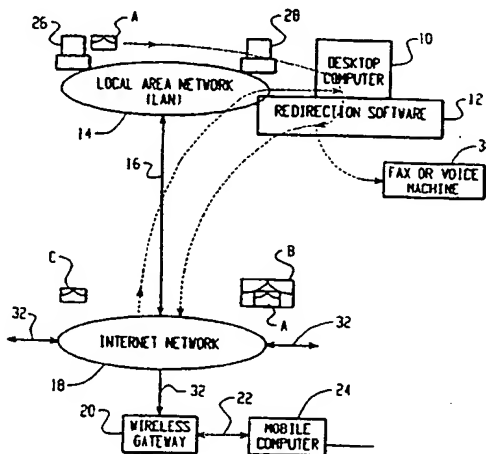 26
A
28
10
DESKTOP
COMPUTER
12
LOCAL AREA NETWORK
(LAN)
REDIRECTION SOFTWARE
14
16
3
FAX OR VOICE
MACHINE
C
B
A
32
32
INTERNET NETWORK
18
32
24
20
22
WIRELESS
GATEWAY
MOBILE
COMPUTER